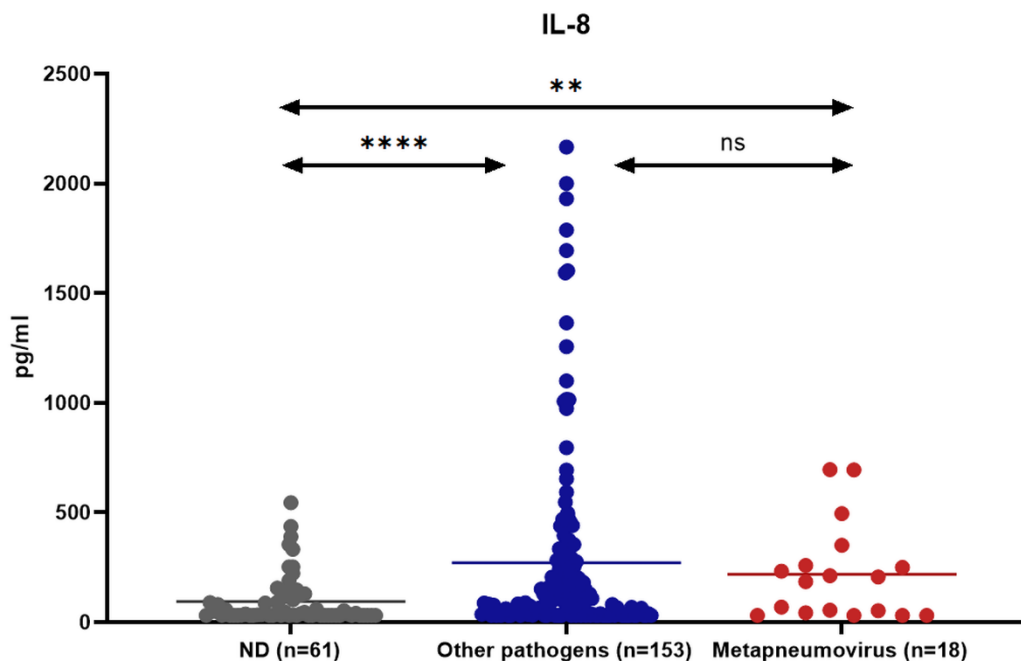 IL-8
2500
2000
1500
1000
500
0
pg/ml
**
****
ns
ND (n=61)
Other pathogens (n=153)
Metapneumovirus (n=18)